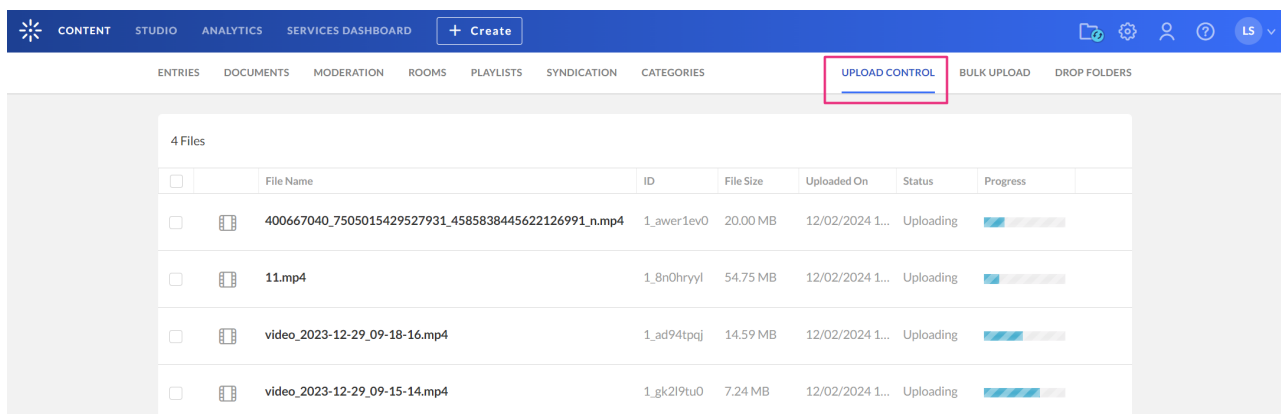 CONTENT STUDIO ANALYTICS SERVICES DASHBOARD + Create LS
ENTRIES DOCUMENTS MODERATION ROOMS PLAYLISTS SYNDICATION CATEGORIES UPLOAD CONTROL BULK UPLOAD DROP FOLDERS
4 Files
File Name ID File Size Uploaded On Status Progress
400667040_7505015429527931_4585838445622126991_n.mp4 1_awer1ev0 20.00 MB 12/02/2024 1... Uploading
11.mp4 1_8n0hryyl 54.75 MB 12/02/2024 1... Uploading
video_2023-12-29_09-18-16.mp4 1_ad94tpqj 14.59 MB 12/02/2024 1... Uploading
video_2023-12-29_09-15-14.mp4 1_gk2l9tu0 7.24 MB 12/02/2024 1... Uploading